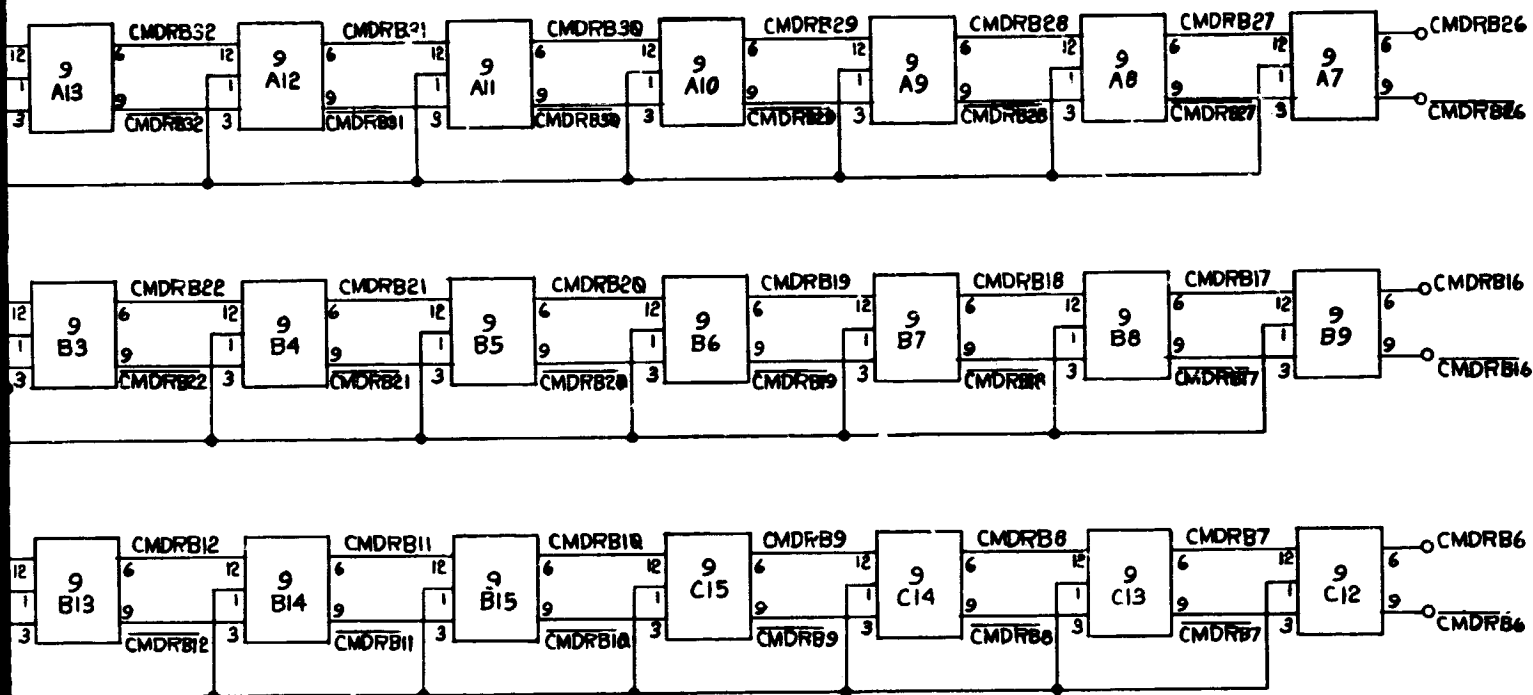 CMDRB32 CMDRB31 CMDRB30 CMDRB29 CMDRB28 CMDRB27 CMDRB26
12 6 12 6 12 6 12 6 12 6 12 6 12 6
9 9 9 9 9 9 9
A13 A12 A11 A10 A9 A8 A7
1 1 1 1 1 1 1
9 9 9 9 9 9 9
3 3 3 3 3 3 3
CMDRB32 CMDRB31 CMDRB30 CMDRB29 CMDRB28 CMDRB27 CMDRB26
CMDRB22 CMDRB21 CMDRB20 CMDRB19 CMDRB18 CMDRB17 CMDRB16
12 6 12 6 12 6 12 6 12 6 12 6 12 6
9 9 9 9 9 9 9
B3 B4 B5 B6 B7 B8 B9
1 1 1 1 1 1 1
9 9 9 9 9 9 9
3 3 3 3 3 3 3
CMDRB22 CMDRB21 CMDRB20 CMDRB19 CMDRB18 CMDRB17 CMDRB16
CMDRB12 CMDRB11 CMDRB10 CMDRB9 CMDRB8 CMDRB7 CMDRB6
12 6 12 6 12 6 12 6 12 6 12 6 12 6
9 9 9 9 9 9 9
B13 B14 B15 C15 C14 C13 C12
1 1 1 1 1 1 1
9 9 9 9 9 9 9
3 3 3 3 3 3 3
CMDRB12 CMDRB11 CMDRB10 CMDRB9 CMDRB8 CMDRB7 CMDRB6